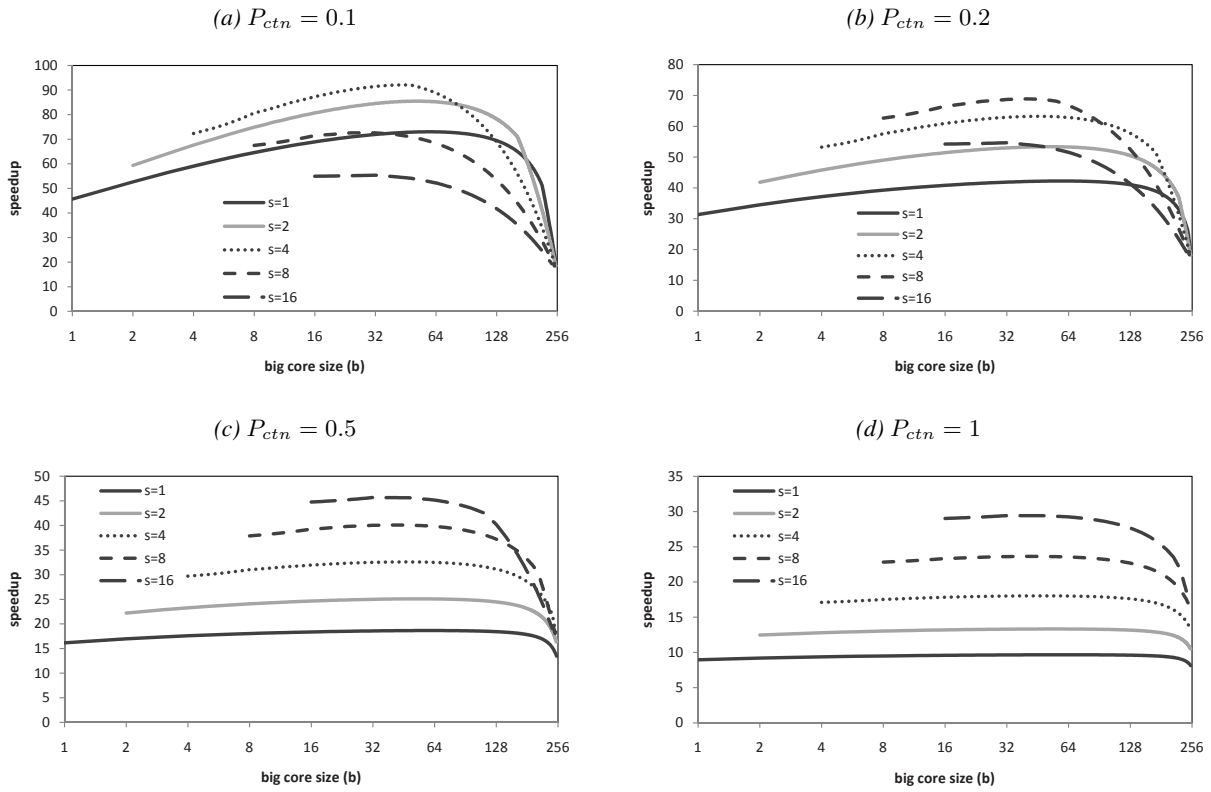 (a) P_ctn = 0.1
100
90
80
70
60
50
40
30
20
10
0
speedup
s=1
s=2
s=4
s=8
s=16
1 2 4 8 16 32 64 128 256
big core size (b)
(b) P_ctn = 0.2
80
70
60
50
40
30
20
10
0
speedup
s=1
s=2
s=4
s=8
s=16
1 2 4 8 16 32 64 128 256
big core size (b)
(c) P_ctn = 0.5
50
45
40
35
30
25
20
15
10
5
0
speedup
s=1
s=2
s=4
s=8
s=16
1 2 4 8 16 32 64 128 256
big core size (b)
(d) P_ctn = 1
35
30
25
20
15
10
5
0
speedup
s=1
s=2
s=4
s=8
s=16
1 2 4 8 16 32 64 128 256
big core size (b)